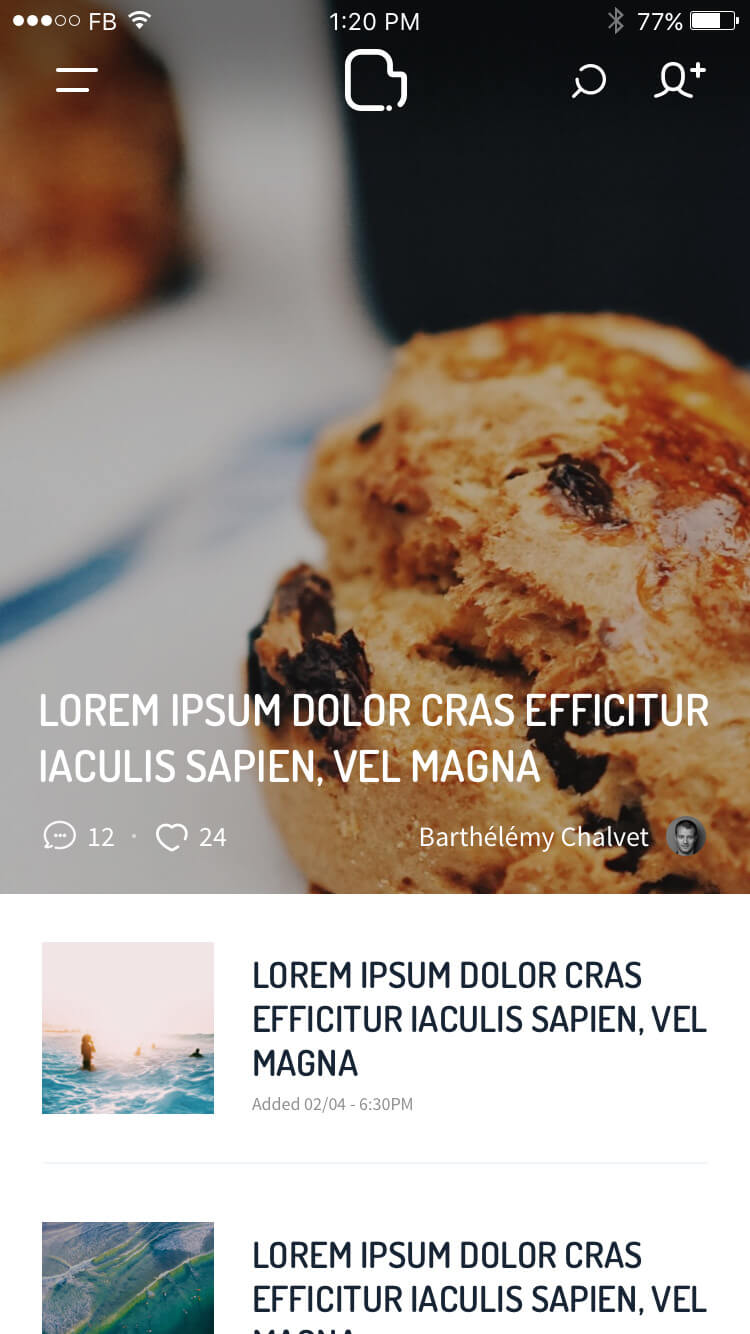 FB 1:20 PM 77%
LOREM IPSUM DOLOR CRAS EFFICITUR
IACULIS SAPIEN, VEL MAGNA
12 24 Barthélémy Chalvet
LOREM IPSUM DOLOR CRAS
EFFICITUR IACULIS SAPIEN, VEL
MAGNA
Added 02/04 - 6:30PM
LOREM IPSUM DOLOR CRAS
EFFICITUR IACULIS SAPIEN, VEL
MAGNA